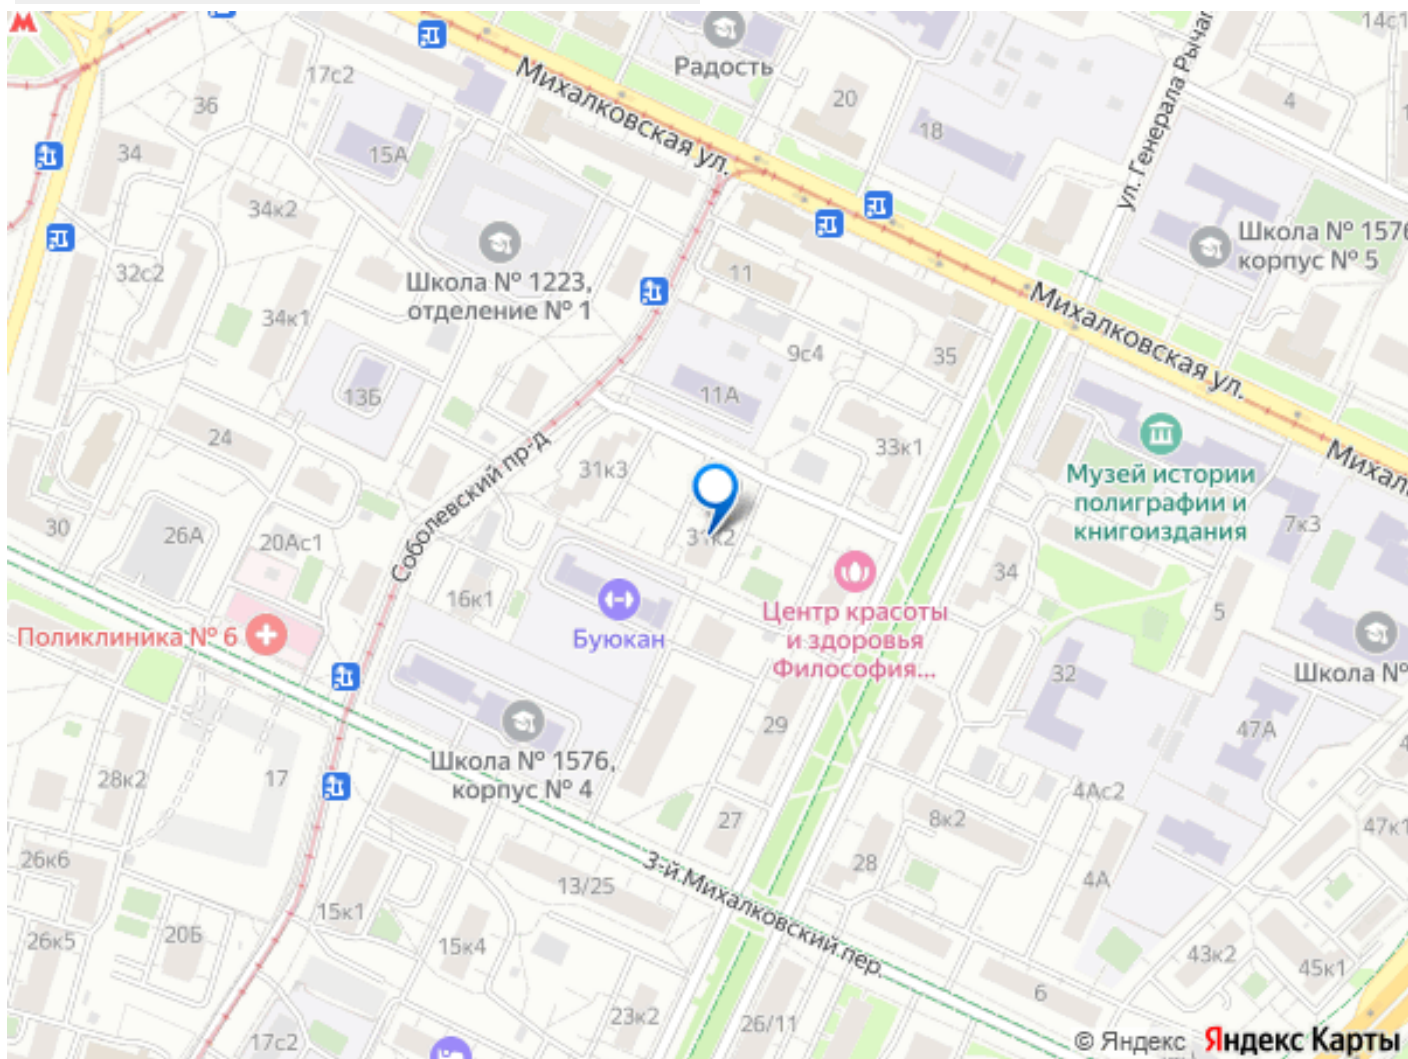 Радость
17с2
36
20
4
14с1
Михалковская ул.
18
ул. Генерала Рычаг
34
15А
34к2
Школа № 1576
корпус № 5
32с2
Школа № 1223,
отделение № 1
11
34к1
9с4
35
Михалковская ул.
13Б
11А
24
31к3
33к1
Музей истории
полиграфии и
книгоиздания
Михал
Соболевский пр-д
30
26А
20Ас1
31к2
7к3
16к1
34
5
Центр красоты
и здоровья
Философия...
Буюкан
Поликлиника № 6
Школа №
32
29
47А
Школа № 1576,
корпус № 4
28к2
17
4Ас2
27
8к2
47к1
26к6
3-й Михалковский пер.
28
13/25
4А
15к1
26к5
20Б
15к4
43к2
45к1
6
23к2
26/11
17с2
© Яндекс Яндекс Карты